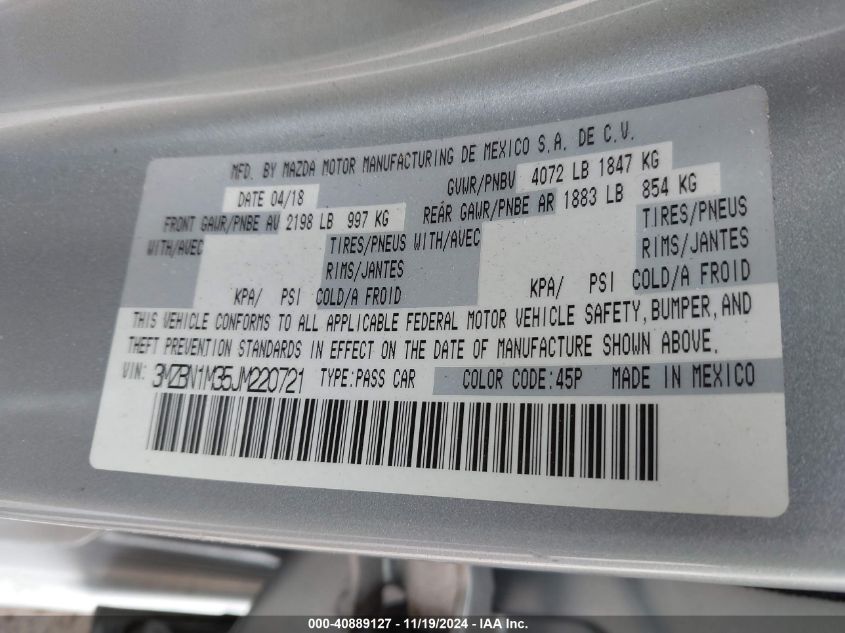 MFD. BY MAZDA MOTOR MANUFACTURING DE MEXICO S.A. DE C.V.
DATE 04/18 GVWR/PNBV 4072 LB 1847 KG
FRONT GAWR/PNBE AV 2198 LB 997 KG REAR GAWR/PNBE AR 1883 LB 854 KG
WITH/AVEC TIRES/PNEUS WITH/AVEC TIRES/PNEUS
RIMS/JANTES RIMS/JANTES
KPA/ PSI COLD/A FROID KPA/ PSI COLD/A FROID
THIS VEHICLE CONFORMS TO ALL APPLICABLE FEDERAL MOTOR VEHICLE SAFETY, BUMPER, AND
THEFT PREVENTION STANDARDS IN EFFECT ON THE DATE OF MANUFACTURE SHOWN ABOVE.
VIN: 3MZBN1M35JM220721 TYPE:PASS CAR COLOR CODE:45P MADE IN MEXICO
000-40889127 - 11/19/2024 - IAA Inc.